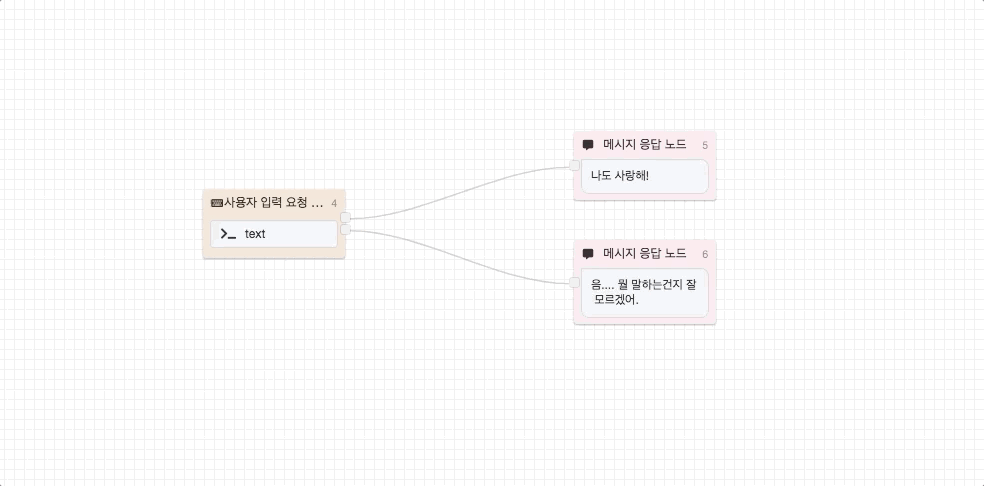 사용자 입력 요청 ... 4
text
메시지 응답 노드 5
나도 사랑해!
메시지 응답 노드 6
음.... 뭘 말하는건지 잘
모르겠어.